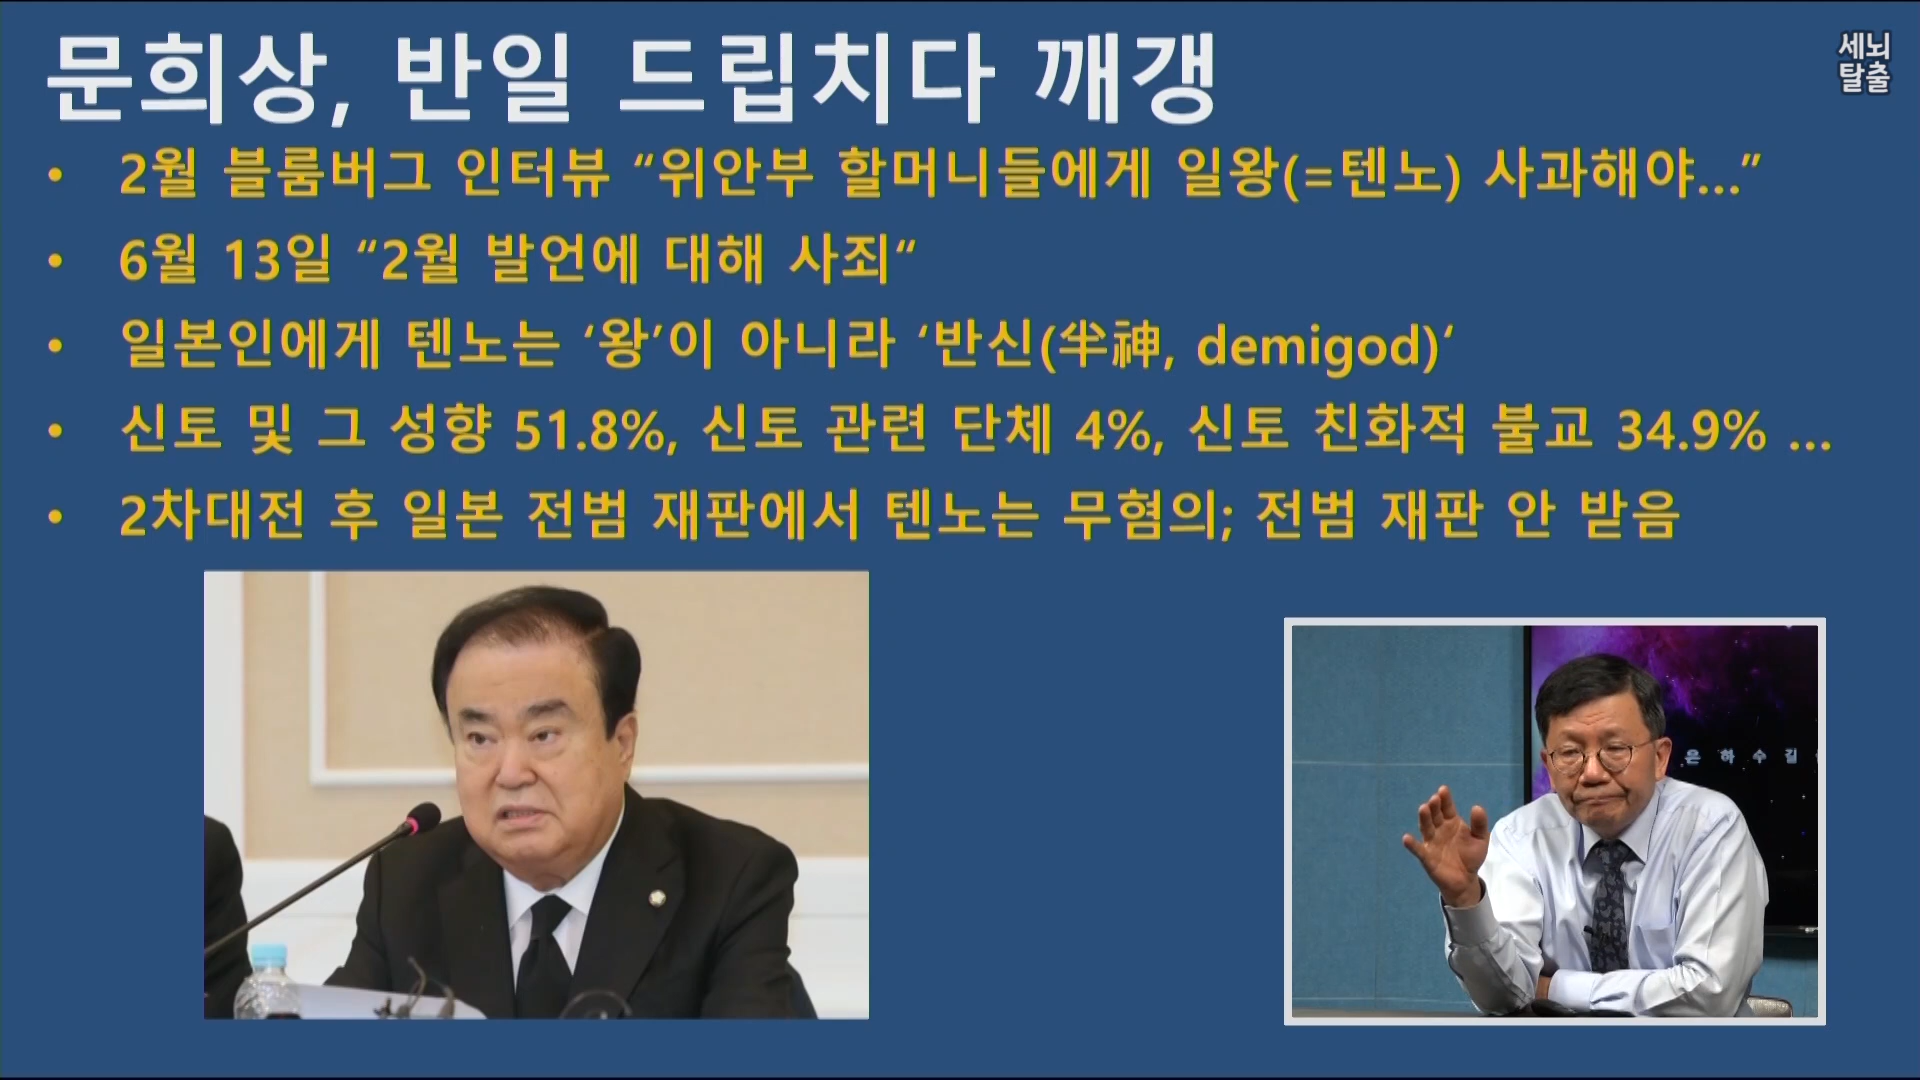 문희상, 반일 드립치다 깨갱
세뇌
탈출
• 2월 블룸버그 인터뷰 “위안부 할머니들에게 일왕(=텐노) 사과해야...”
• 6월 13일 “2월 발언에 대해 사죄“
• 일본인에게 텐노는 ‘왕’이 아니라 ‘반신(半神, demigod)‘
• 신토 및 그 성향 51.8%, 신토 관련 단체 4%, 신토 친화적 불교 34.9% ...
• 2차대전 후 일본 전범 재판에서 텐노는 무혐의; 전범 재판 안 받음
은하수길